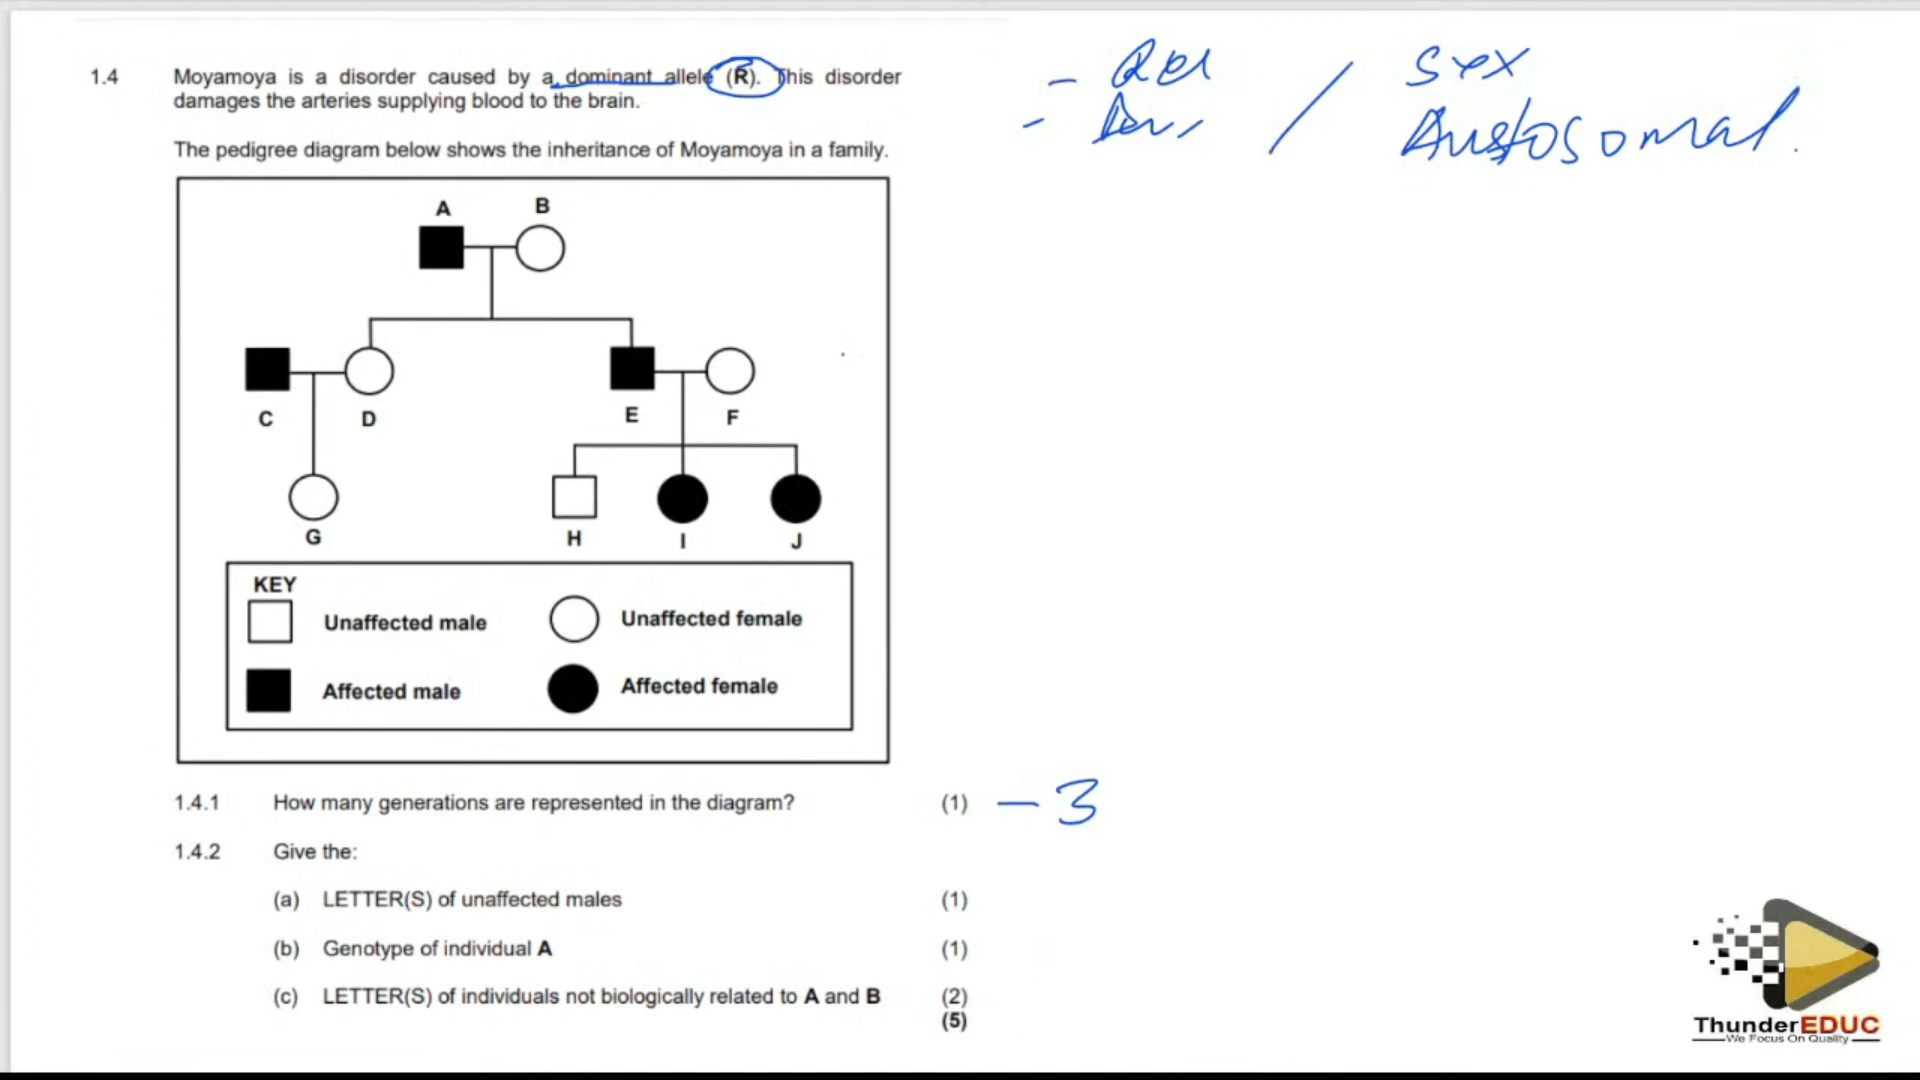 1.4 Moyamoya is a disorder caused by a dominant allele (R). This disorder
damages the arteries supplying blood to the brain.
The pedigree diagram below shows the inheritance of Moyamoya in a family.
A B
C D E F
G H I J
KEY
Unaffected male Unaffected female
Affected male Affected female
1.4.1 How many generations are represented in the diagram? (1) – 3
1.4.2 Give the:
(a) LETTER(S) of unaffected males (1)
(b) Genotype of individual A (1)
(c) LETTER(S) of individuals not biologically related to A and B (2)
(5)
/ Sex
Austosomal.
ThunderEDUC
We Focus On Quality